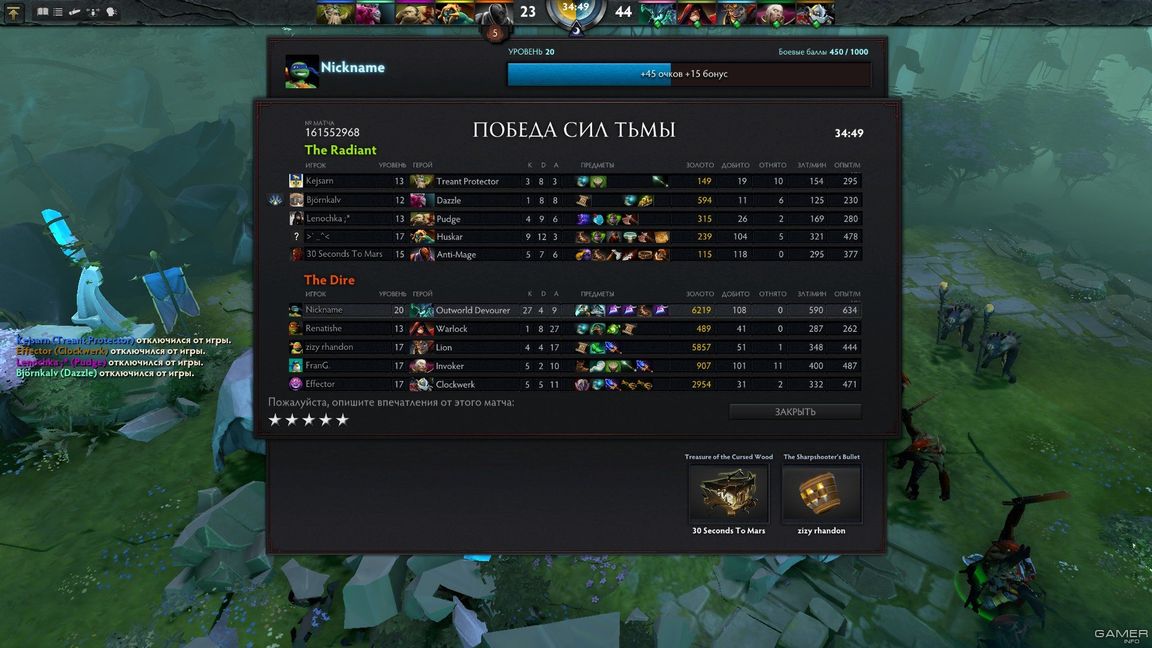 23 34:49 44
5
Nickname
УРОВЕНЬ 20 Боевые баллы 450 / 1000
+45 очков +15 бонус
№ МАТЧА
161552968
ПОБЕДА СИЛ ТЬМЫ
34:49
The Radiant
ИГРОК УРОВЕНЬ ГЕРОЙ K D A ПРЕДМЕТЫ ЗОЛОТО ДОБИТО ОТНЯТО ЗЛТ/МИН ОПЫТ/М
Kejsarn 13 Treant Protector 3 8 3 149 19 10 154 295
Björnkalv 12 Dazzle 1 8 8 594 11 6 125 230
Lenochka ;* 13 Pudge 4 9 6 315 26 2 169 280
? >`_^< 17 Huskar 9 12 3 239 104 5 321 478
30 Seconds To Mars 15 Anti-Mage 5 7 6 115 118 0 295 377
The Dire
ИГРОК УРОВЕНЬ ГЕРОЙ K D A ПРЕДМЕТЫ ЗОЛОТО ДОБИТО ОТНЯТО ЗЛТ/МИН ОПЫТ/М
Nickname 20 Outworld Devourer 27 4 9 6219 108 0 590 634
Renatishe 13 Warlock 1 8 27 489 41 0 287 262
zizy rhandon 17 Lion 4 4 17 5857 51 1 348 444
FranG. 17 Invoker 5 2 10 907 101 11 400 487
Effector 17 Clockwerk 5 5 11 2954 31 2 332 471
Kejsarn (Treant Protector) отключился от игры.
Effector (Clockwerk) отключился от игры.
Lenochka ;* (Pudge) отключился от игры.
Björnkalv (Dazzle) отключился от игры.
Пожалуйста, опишите впечатления от этого матча:
ЗАКРЫТЬ
Treasure of the Cursed Wood The Sharpshooter's Bullet
30 Seconds To Mars zizy rhandon
GAMER
INFO